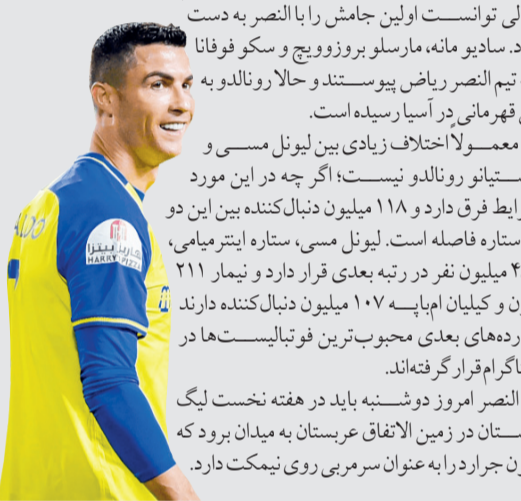 لی توانست اولین جامش را با النصر به دست
د. سادیو مانه، مارسلو بروزوویچ و سکو فوفانا
تیم النصر ریاض پیوستند و حالا رونالدو به
قهرمانی در آسیا رسیده است.
معمولاً اختلاف زیادی بین لیونل مسی و
ستیانو رونالدو نیست؛ اگر چه در این مورد
ایط فرق دارد و ۱۱۸ میلیون دنبال‌کننده بین این دو
ستاره فاصله است. لیونل مسی، ستاره اینترمیامی،
۴ میلیون نفر در رتبه بعدی قرار دارد و نیمار ۲۱۱
ن و کیلیان ام‌باپه ۱۰۷ میلیون دنبال‌کننده دارند
رده‌های بعدی محبوب‌ترین فوتبالیست‌ها در
اگرام قرار گرفته‌اند.
النصر امروز دوشنبه باید در هفته نخست لیگ
ستان در زمین الاتفاق عربستان به میدان برود که
ن جرارد را به عنوان سرمربی روی نیمکت دارد.
هاربز بيتزا
HARRY PIZZA